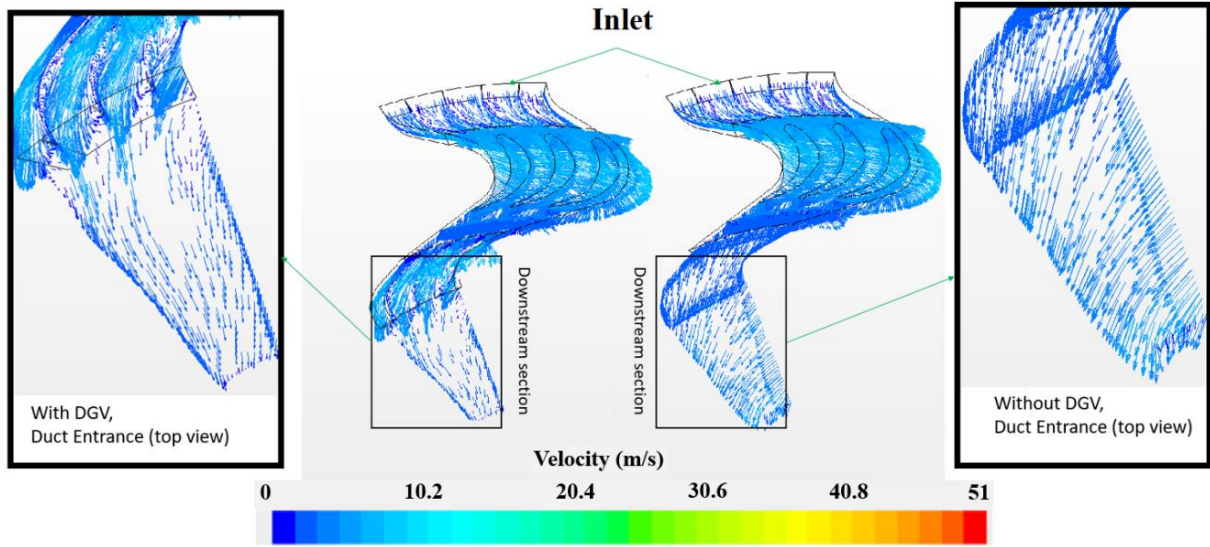 Inlet
Downstream section
Downstream section
With DGV,
Duct Entrance (top view)
Without DGV,
Duct Entrance (top view)
Velocity (m/s)
0 10.2 20.4 30.6 40.8 51